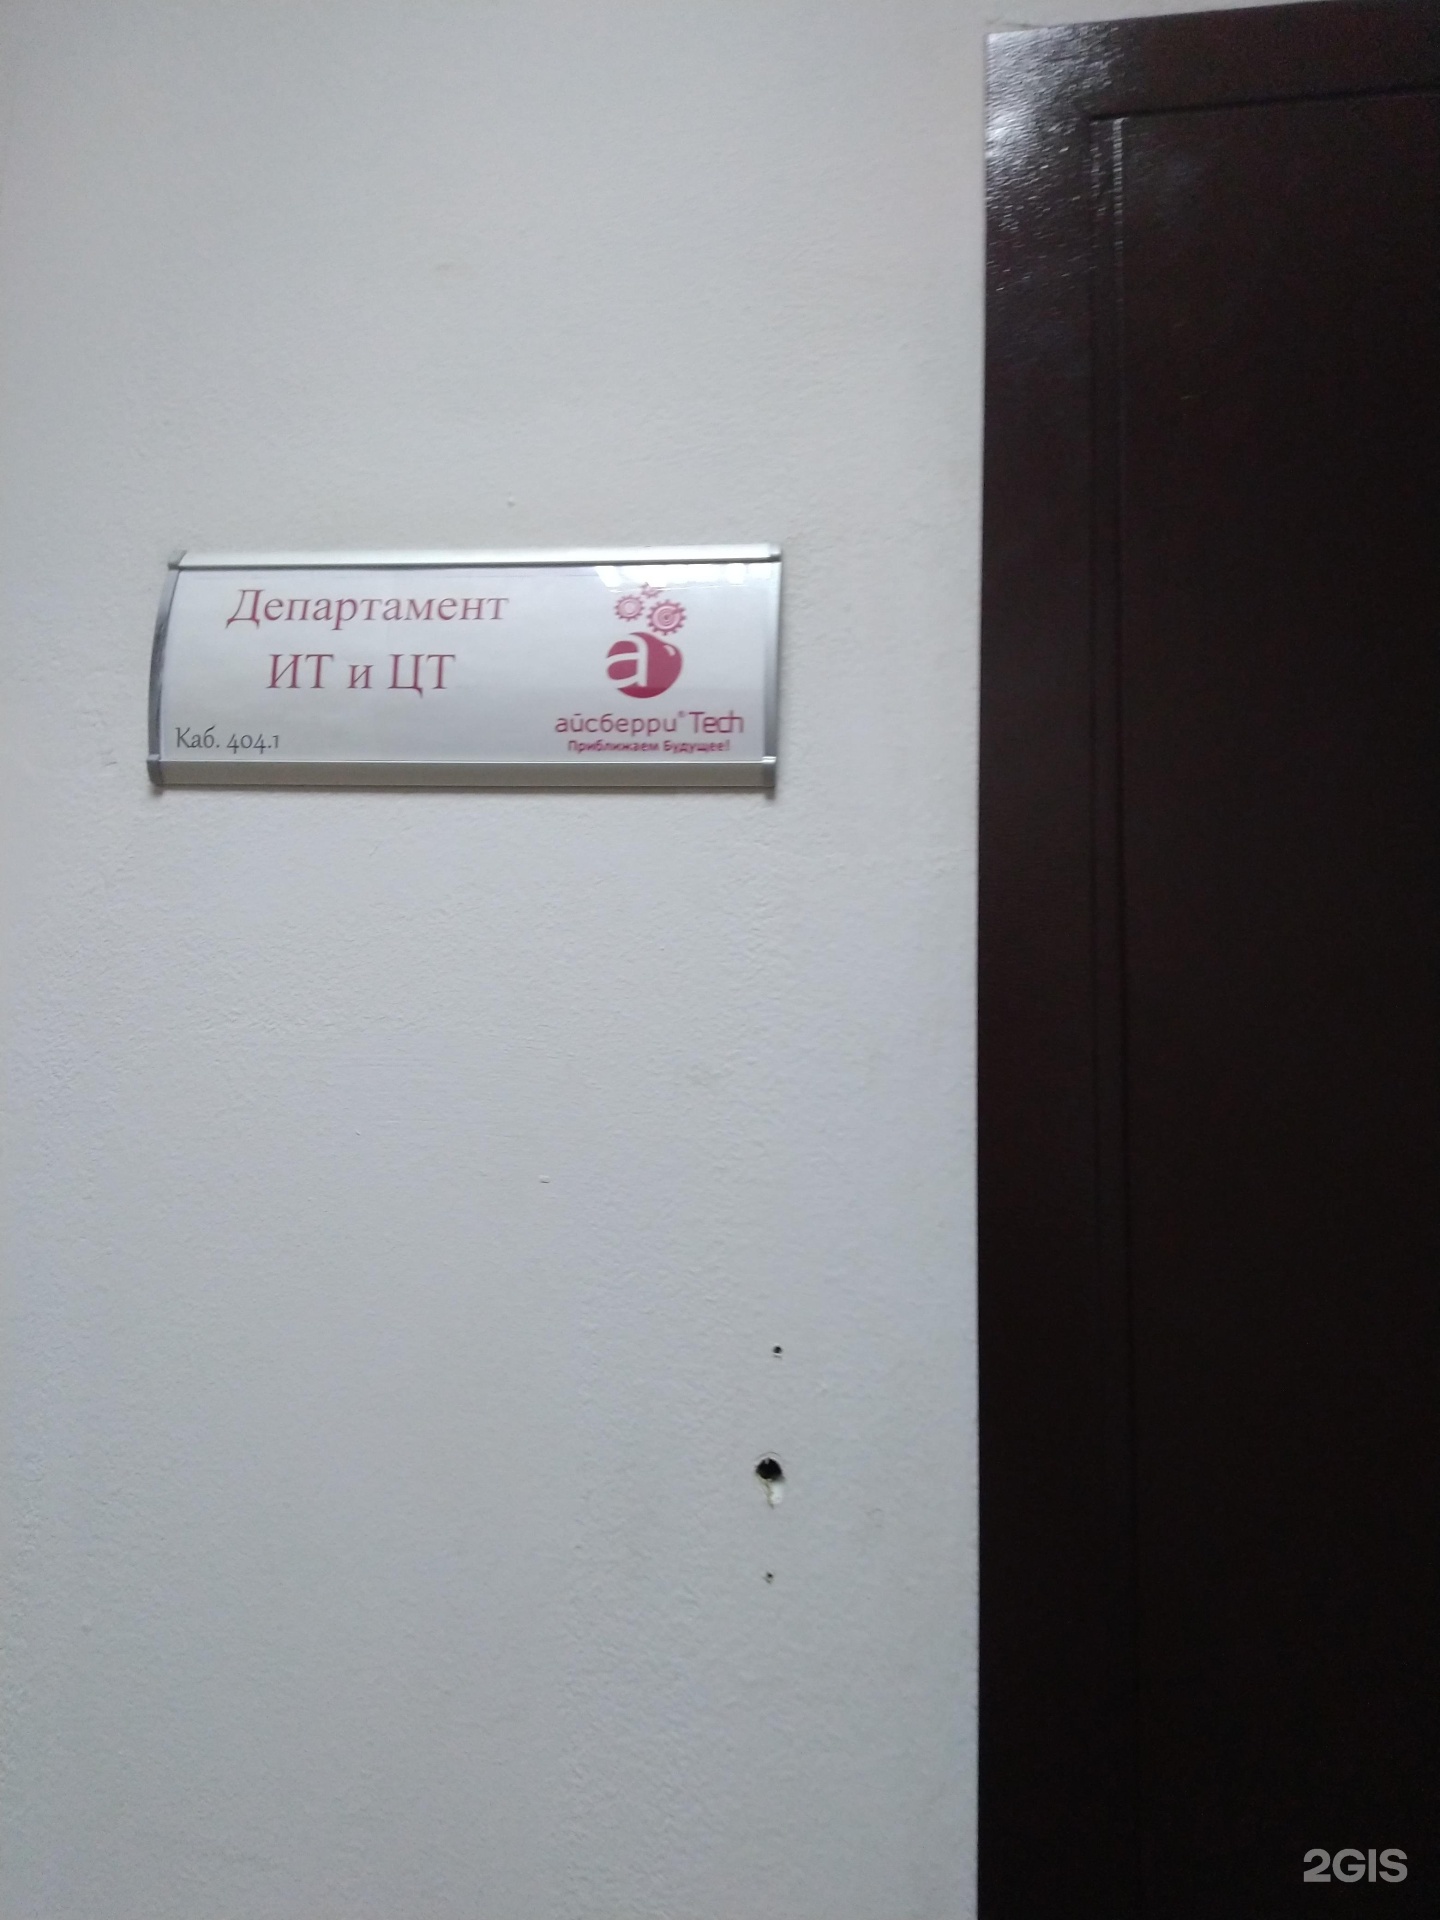 Департамент
ИТ и ЦТ
Каб. 404.1
a
айсберри® Tech
Приближаем Будущее!
2GIS